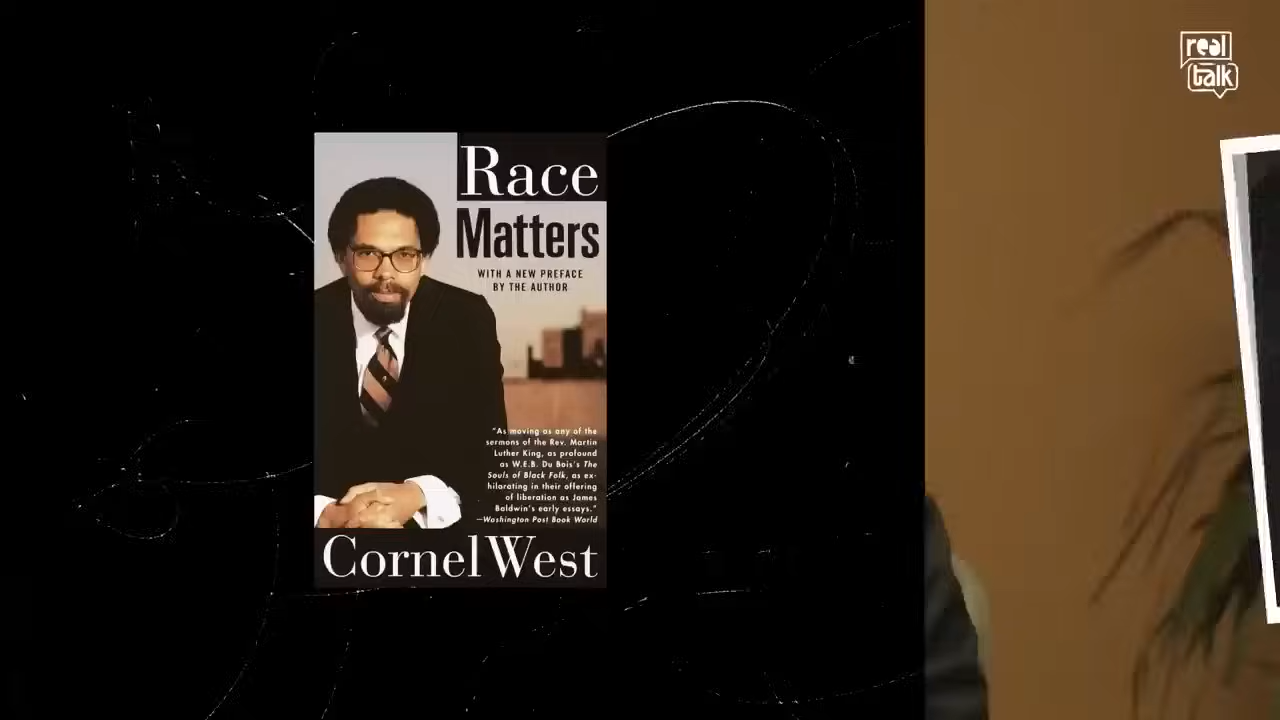 Race
Matters
WITH A NEW PREFACE
BY THE AUTHOR
"As moving as any of the
sermons of the Rev. Martin
Luther King, as profound
as W.E.B. Du Bois's The
Souls of Black Folk, as ex-
hilarating in their offering
of liberation as James
Baldwin's early essays."
—Washington Post Book World
Cornel West
real
talk